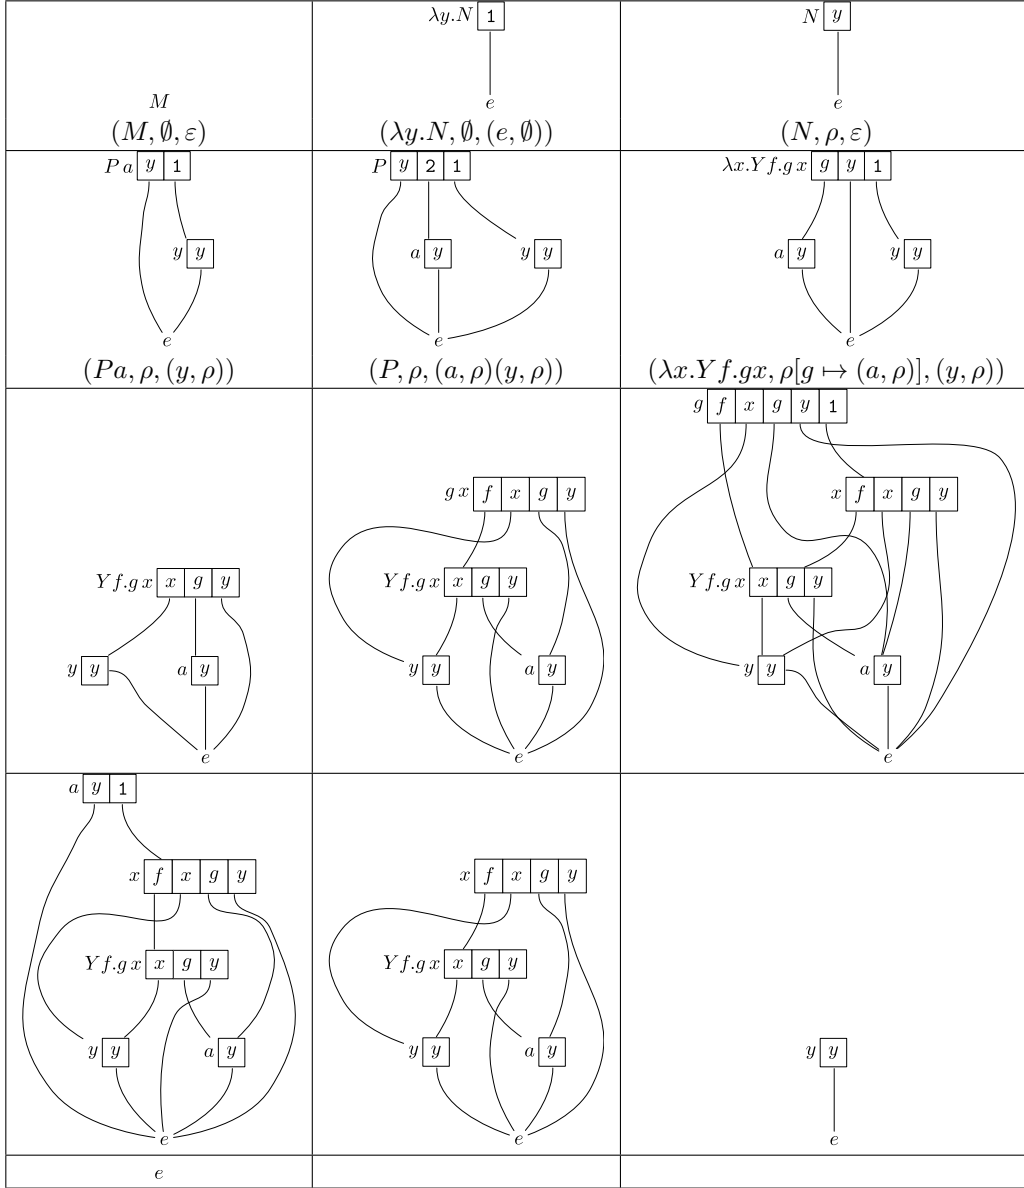 M
(M, ∅, ε)
λy.N 1
e
(λy.N, ∅, (e, ∅))
N y
e
(N, ρ, ε)
P a y 1
y y
e
(Pa, ρ, (y, ρ))
P y 2 1
a y
y y
e
(P, ρ, (a, ρ)(y, ρ))
λx.Y f.g x g y 1
a y
y y
e
(λx.Y f.gx, ρ[g ↦ (a, ρ)], (y, ρ))
Y f.g x x g y
y y
a y
e
g x f x g y
Y f.g x x g y
y y
a y
e
g f x g y 1
x f x g y
Y f.g x x g y
y y
a y
e
a y 1
x f x g y
Y f.g x x g y
y y
a y
e
x f x g y
Y f.g x x g y
y y
a y
e
y y
e
e